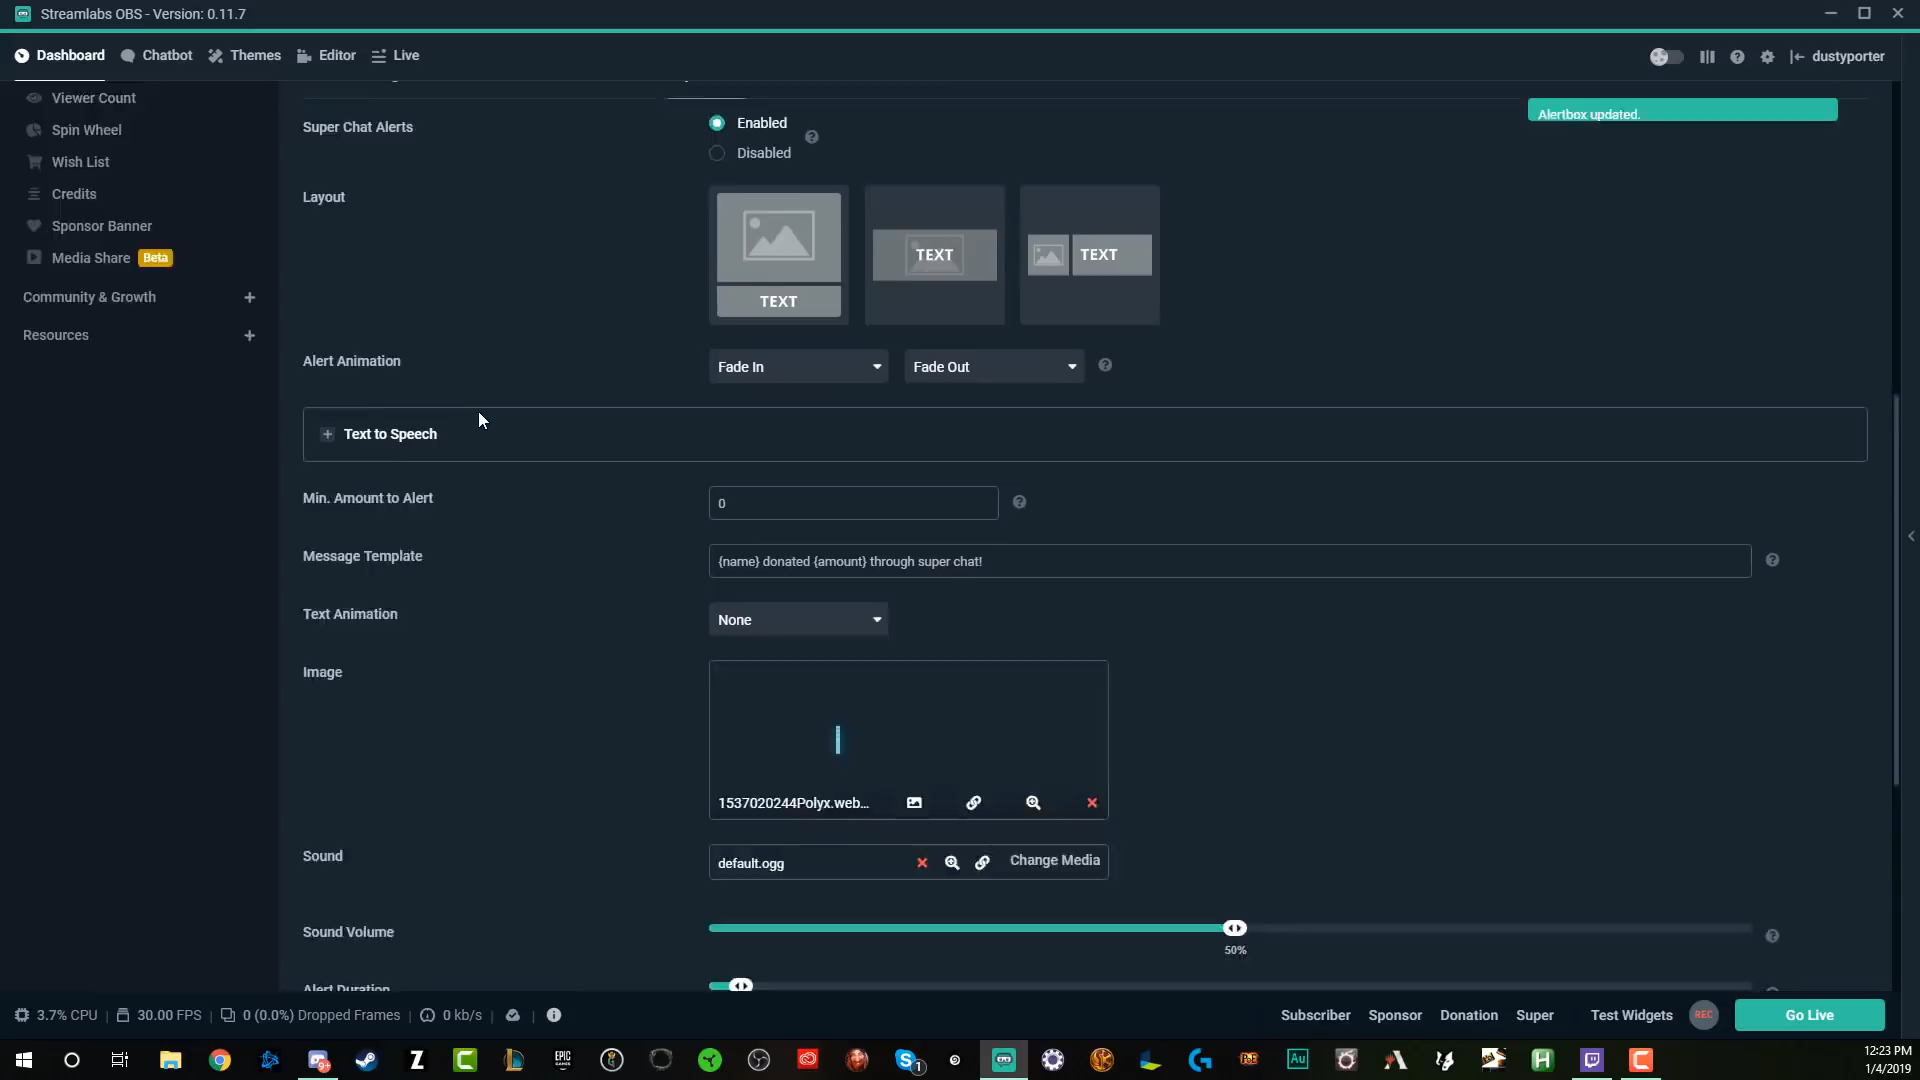 Streamlabs OBS - Version: 0.11.7
Dashboard Chatbot Themes Editor Live dustyporter
Viewer Count
Spin Wheel
Wish List
Credits
Sponsor Banner
Media Share Beta
Community & Growth +
Resources +
Alertbox updated.
Super Chat Alerts
Enabled
Disabled
Layout
TEXT
TEXT
TEXT
Alert Animation
Fade In
Fade Out
+ Text to Speech
Min. Amount to Alert
0
Message Template
{name} donated {amount} through super chat!
Text Animation
None
Image
1537020244Polyx.web...
Sound
default.ogg
Change Media
Sound Volume
50%
Alert Duration
3.7% CPU 30.00 FPS 0 (0.0%) Dropped Frames 0 kb/s
Subscriber Sponsor Donation Super Test Widgets REC Go Live
12:23 PM
1/4/2019